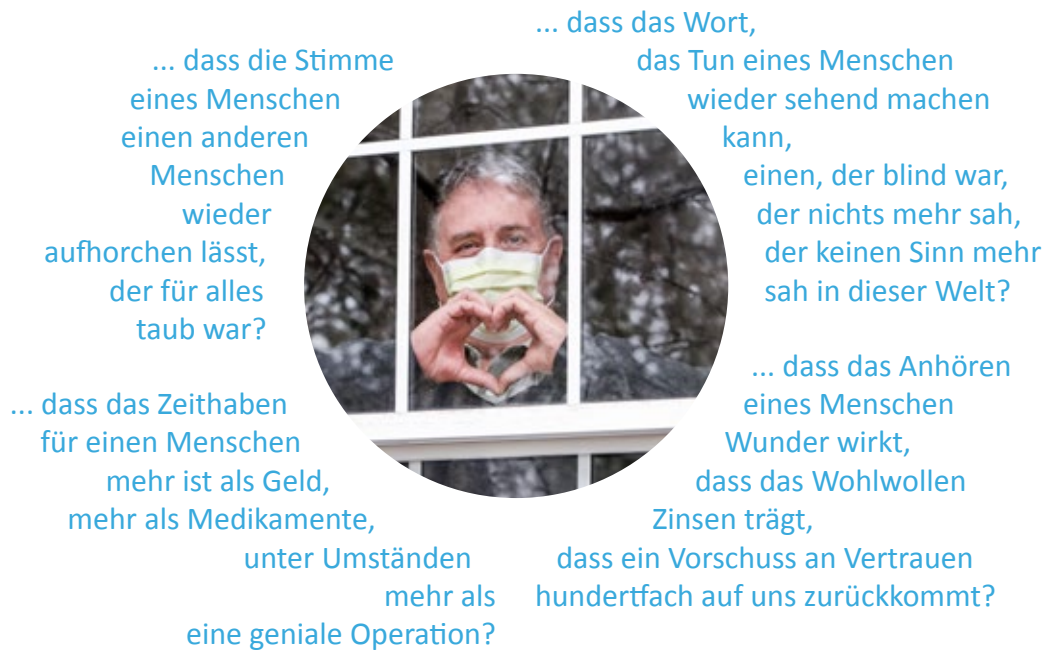 ... dass die Stimme
eines Menschen
einen anderen
Menschen
wieder
aufhorchen lässt,
der für alles
taub war?
... dass das Wort,
das Tun eines Menschen
wieder sehend machen
kann,
einen, der blind war,
der nichts mehr sah,
der keinen Sinn mehr
sah in dieser Welt?
... dass das Zeithaben
für einen Menschen
mehr ist als Geld,
mehr als Medikamente,
unter Umständen
mehr als
eine geniale Operation?
... dass das Anhören
eines Menschen
Wunder wirkt,
dass das Wohlwollen
Zinsen trägt,
dass ein Vorschuss an Vertrauen
hundertfach auf uns zurückkommt?